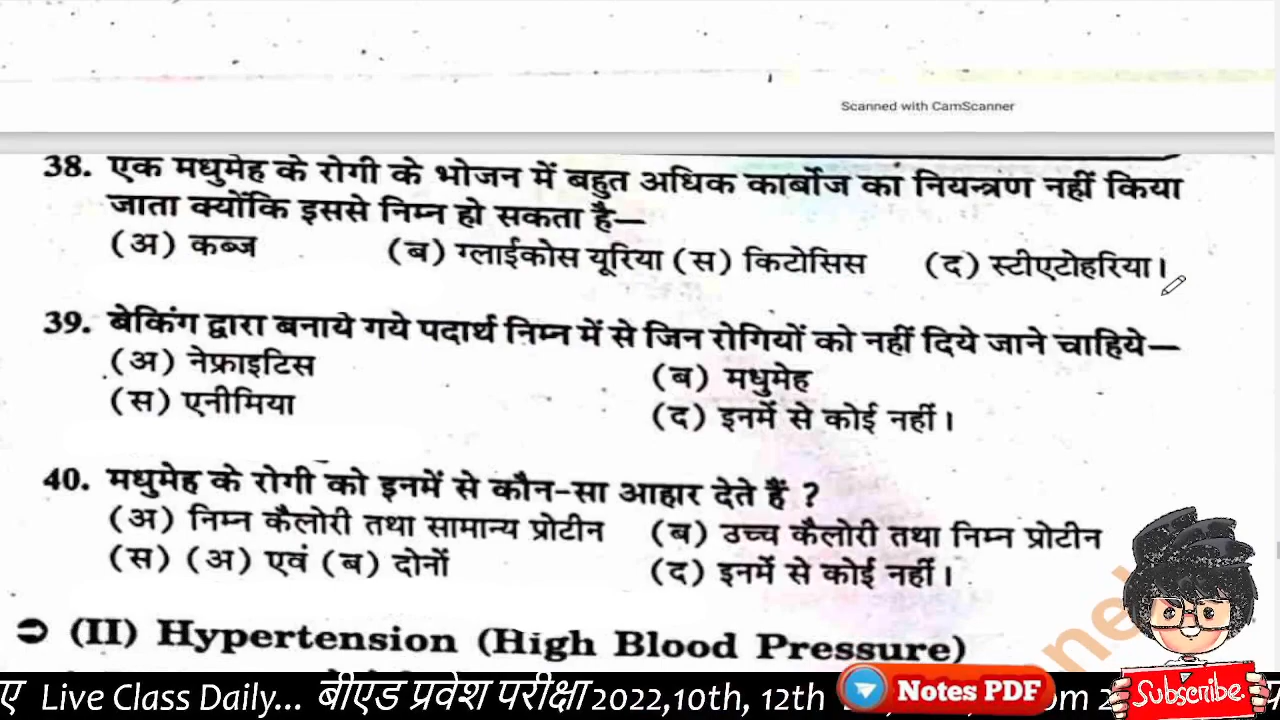 Scanned with CamScanner
38. एक मधुमेह के रोगी के भोजन में बहुत अधिक कार्बोज का नियन्त्रण नहीं किया
जाता क्योंकि इससे निम्न हो सकता है—
(अ) कब्ज (ब) ग्लाईकोस यूरिया (स) किटोसिस (द) स्टीएटोहरिया।
39. बेकिंग द्वारा बनाये गये पदार्थ निम्न में से जिन रोगियों को नहीं दिये जाने चाहिये—
(अ) नेफ्राइटिस (ब) मधुमेह
(स) एनीमिया (द) इनमें से कोई नहीं।
40. मधुमेह के रोगी को इनमें से कौन-सा आहार देते हैं ?
(अ) निम्न कैलोरी तथा सामान्य प्रोटीन (ब) उच्च कैलोरी तथा निम्न प्रोटीन
(स) (अ) एवं (ब) दोनों (द) इनमें से कोई नहीं।
⊃ (II) Hypertension (High Blood Pressure)
ए Live Class Daily... बीएड प्रवेश परीक्षा 2022,10th, 12th
Notes PDF
Subscribe